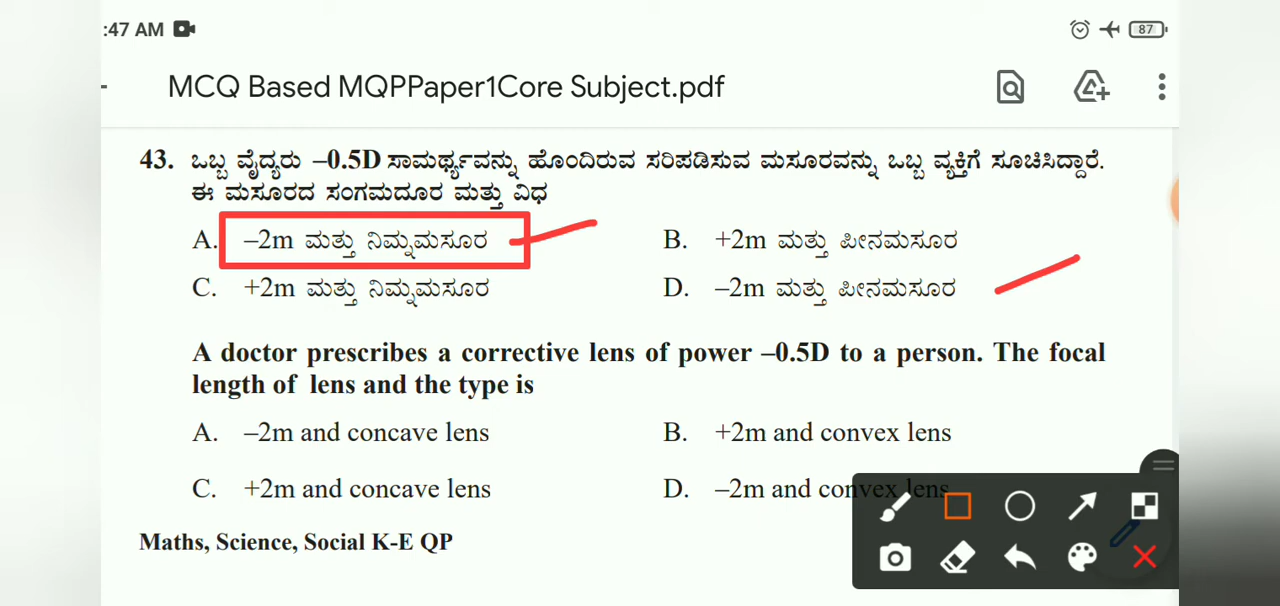 :47 AM
87
MCQ Based MQPPaper1Core Subject.pdf
43. ಒಬ್ಬ ವೈದ್ಯರು –0.5D ಸಾಮರ್ಥ್ಯವನ್ನು ಹೊಂದಿರುವ ಸರಿಪಡಿಸುವ ಮಸೂರವನ್ನು ಒಬ್ಬ ವ್ಯಕ್ತಿಗೆ ಸೂಚಿಸಿದ್ದಾರೆ.
ಈ ಮಸೂರದ ಸಂಗಮದೂರ ಮತ್ತು ವಿಧ
A. –2m ಮತ್ತು ನಿಮ್ನಮಸೂರ B. +2m ಮತ್ತು ಪೀನಮಸೂರ
C. +2m ಮತ್ತು ನಿಮ್ನಮಸೂರ D. –2m ಮತ್ತು ಪೀನಮಸೂರ
A doctor prescribes a corrective lens of power –0.5D to a person. The focal
length of lens and the type is
A. –2m and concave lens B. +2m and convex lens
C. +2m and concave lens D. –2m and convex lens
Maths, Science, Social K-E QP